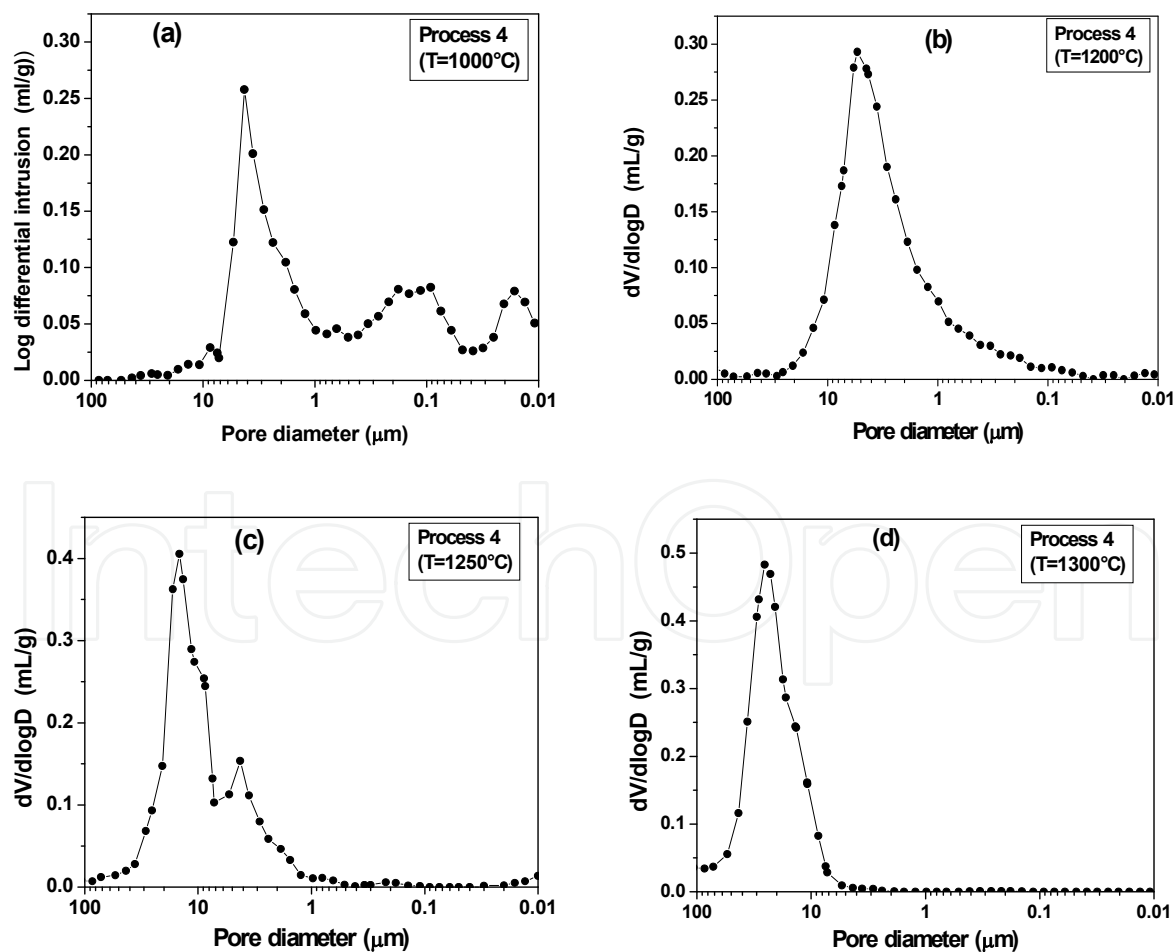 (a)
Process 4
(T=1000°C)
Log differential intrusion (ml/g))
0.30
0.25
0.20
0.15
0.10
0.05
0.00
100 10 1 0.1 0.01
Pore diameter (μm)
(b)
Process 4
(T=1200°C)
dV/dlogD (mL/g)
0.30
0.25
0.20
0.15
0.10
0.05
0.00
100 10 1 0.1 0.01
Pore diameter (μm)
(c)
Process 4
(T=1250°C)
dV/dlogD (mL/g)
0.4
0.3
0.2
0.1
0.0
100 10 1 0.1 0.01
Pore diameter (μm)
(d)
Process 4
(T=1300°C)
dV/dlogD (mL/g)
0.5
0.4
0.3
0.2
0.1
0.0
100 10 1 0.1 0.01
Pore diameter (μm)
IntechOpen